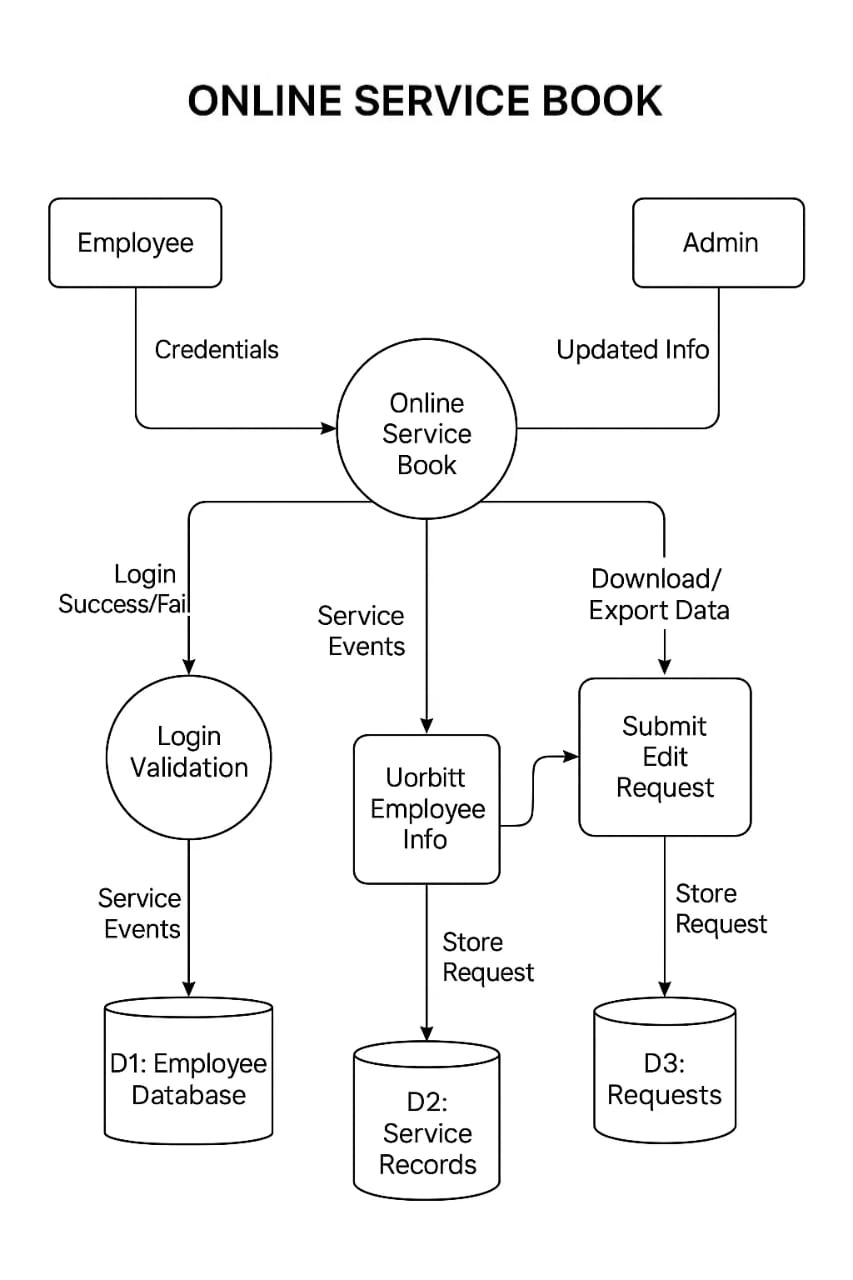 ONLINE SERVICE BOOK
Employee
Admin
Credentials
Updated Info
Online
Service
Book
Login
Success/Fail
Service
Events
Download/
Export Data
Login
Validation
Uorbitt
Employee
Info
Submit
Edit
Request
Service
Events
Store
Request
Store
Request
D1: Employee
Database
D2:
Service
Records
D3:
Requests